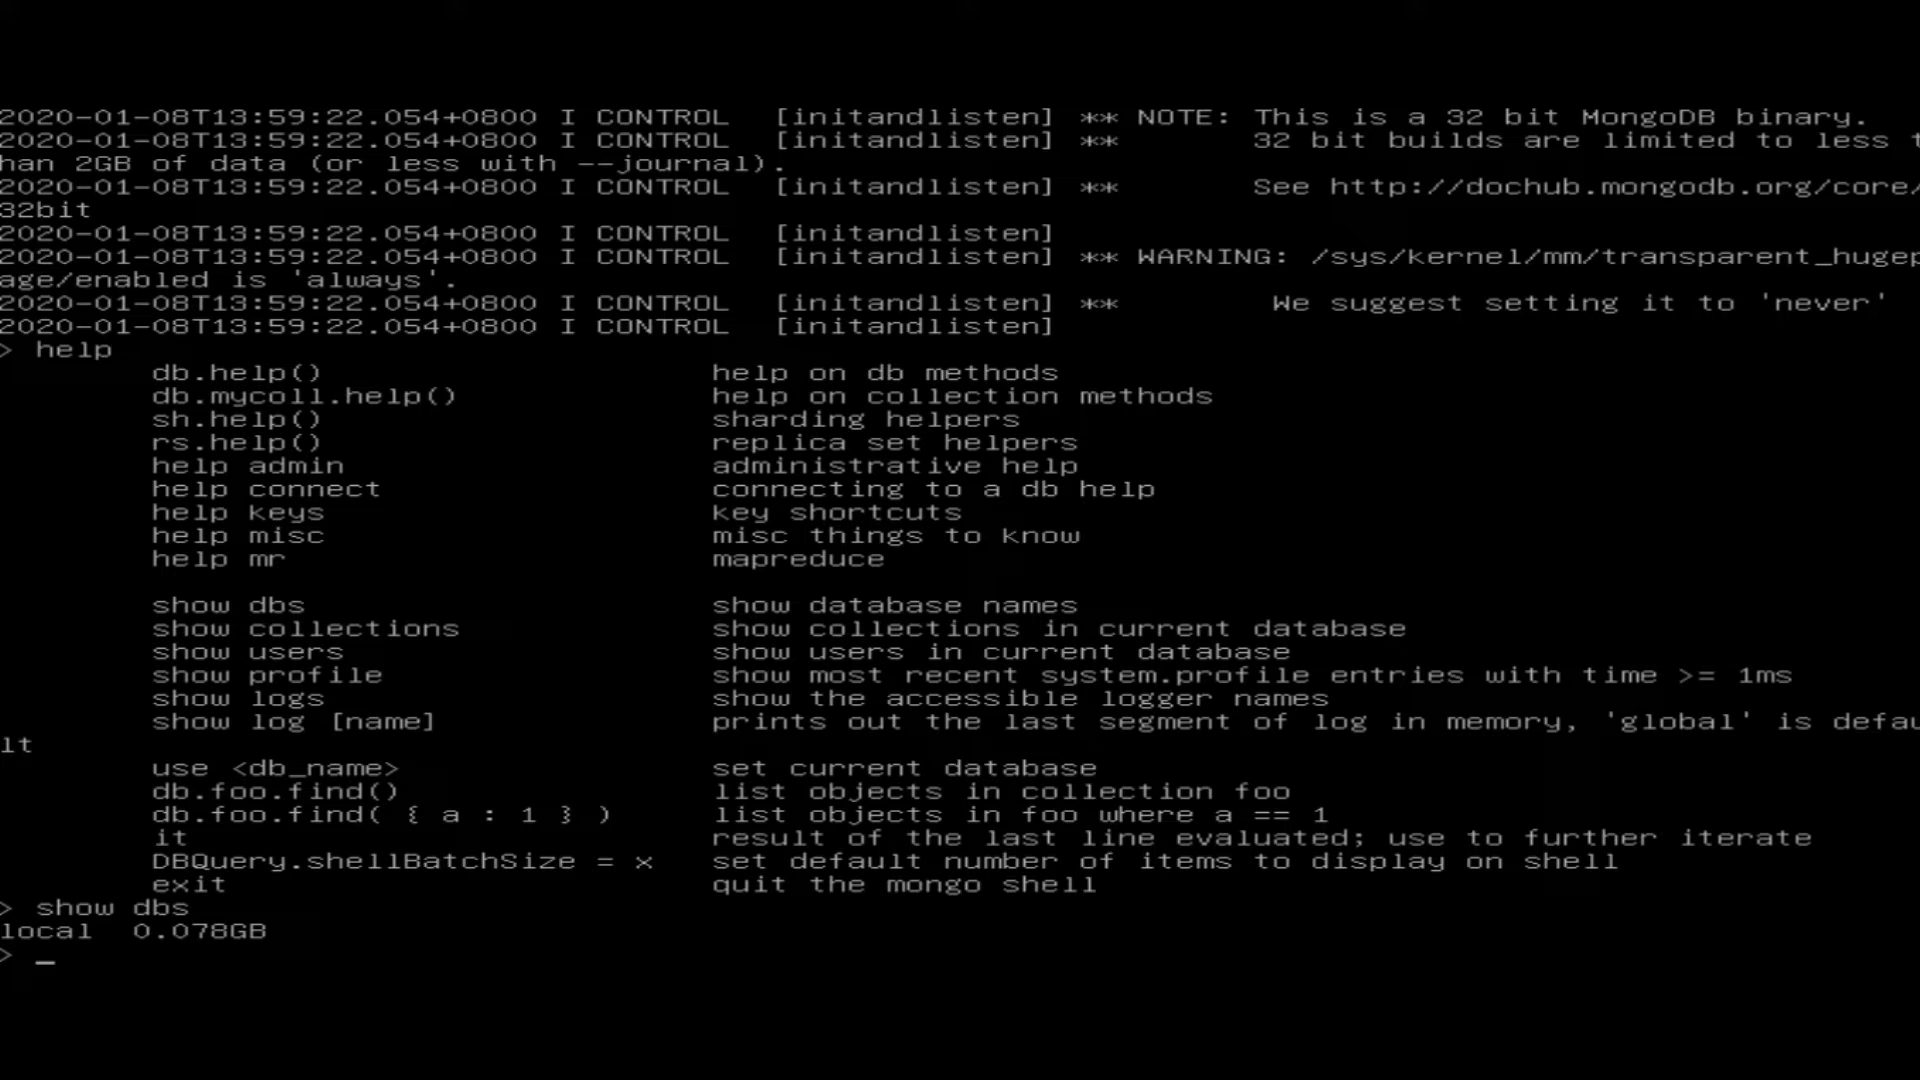 2020-01-08T13:59:22.054+0800 I CONTROL  [initandlisten] ** NOTE: This is a 32 bit MongoDB binary.
2020-01-08T13:59:22.054+0800 I CONTROL  [initandlisten] **       32 bit builds are limited to less t
han 2GB of data (or less with --journal).
2020-01-08T13:59:22.054+0800 I CONTROL  [initandlisten] **       See http://dochub.mongodb.org/core/
32bit
2020-01-08T13:59:22.054+0800 I CONTROL  [initandlisten]
2020-01-08T13:59:22.054+0800 I CONTROL  [initandlisten] ** WARNING: /sys/kernel/mm/transparent_hugep
age/enabled is 'always'.
2020-01-08T13:59:22.054+0800 I CONTROL  [initandlisten] **        We suggest setting it to 'never'
2020-01-08T13:59:22.054+0800 I CONTROL  [initandlisten]
> help
db.help()                    help on db methods
db.mycoll.help()             help on collection methods
sh.help()                    sharding helpers
rs.help()                    replica set helpers
help admin                   administrative help
help connect                 connecting to a db help
help keys                    key shortcuts
help misc                    misc things to know
help mr                      mapreduce
show dbs                     show database names
show collections             show collections in current database
show users                   show users in current database
show profile                 show most recent system.profile entries with time >= 1ms
show logs                    show the accessible logger names
show log [name]              prints out the last segment of log in memory, 'global' is defau
lt
use <db_name>                set current database
db.foo.find()                list objects in collection foo
db.foo.find( { a : 1 } )     list objects in foo where a == 1
it                           result of the last line evaluated; use to further iterate
DBQuery.shellBatchSize = x   set default number of items to display on shell
exit                         quit the mongo shell
> show dbs
local  0.078GB
> _